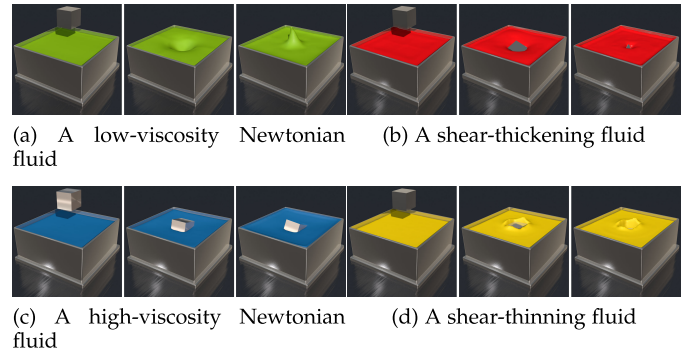 (a) A low-viscosity Newtonian
fluid
(b) A shear-thickening fluid
(c) A high-viscosity Newtonian
fluid
(d) A shear-thinning fluid